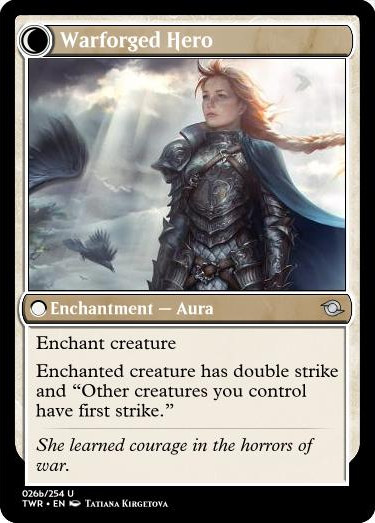 Warforged Hero
Enchantment — Aura
Enchant creature
Enchanted creature has double strike
and “Other creatures you control
have first strike.”
She learned courage in the horrors of
war.
026b/254 U
TWR • EN Tatiana Kirgetova